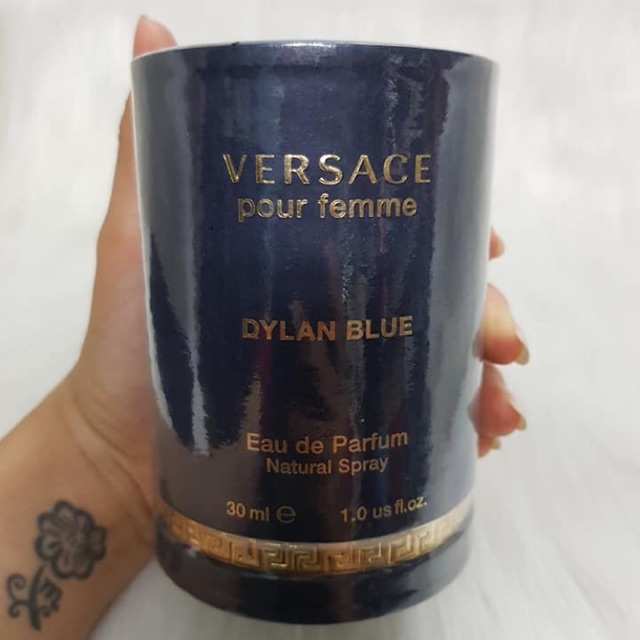 VERSACE
pour femme
DYLAN BLUE
Eau de Parfum
Natural Spray
30 ml ℮ 1.0 us fl.oz.